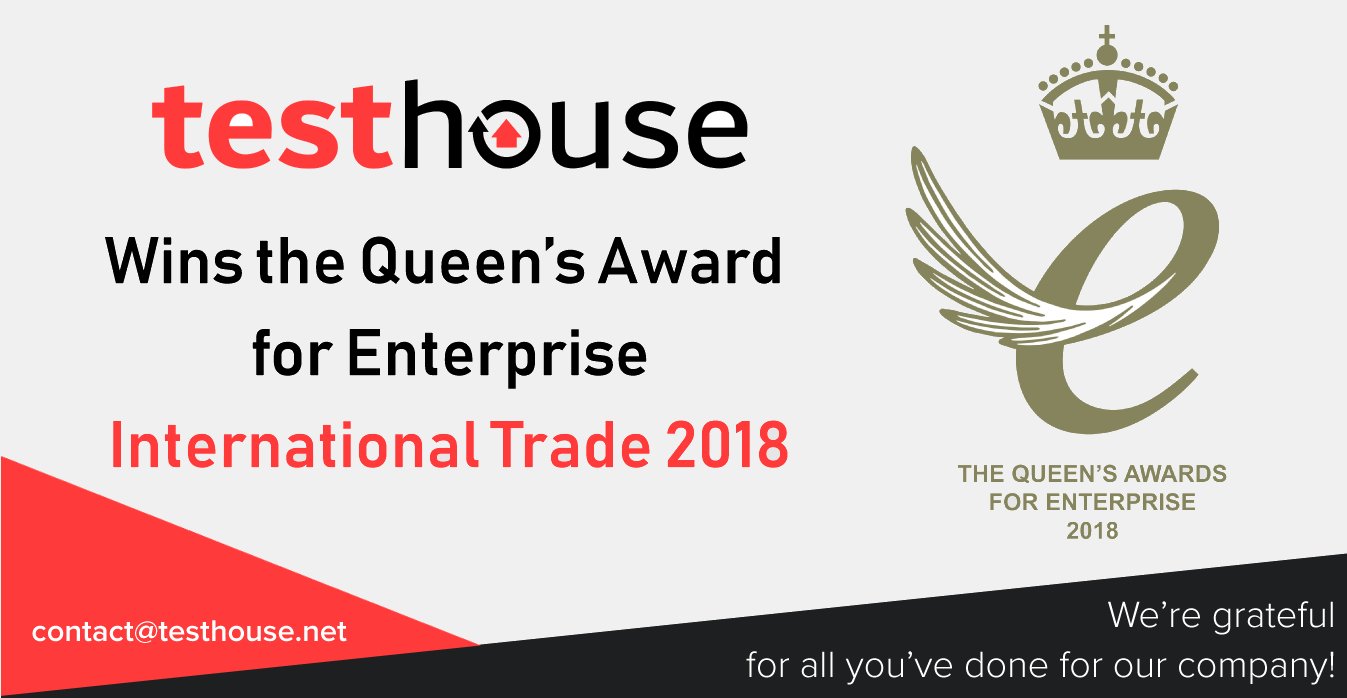 testhouse
Wins the Queen's Award
for Enterprise
International Trade 2018
THE QUEEN'S AWARDS
FOR ENTERPRISE
2018
contact@testhouse.net
We're grateful
for all you've done for our company!